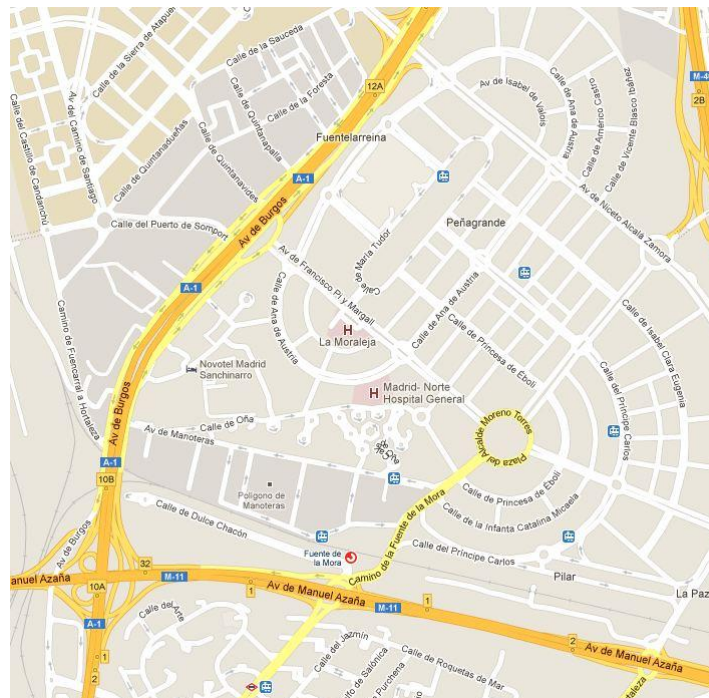 Calle de la Sierra de Atapue
Calle de la Sauceda
Calle de la Foresta
Calle de Quintanapalla
Calle de Quintanavides
Calle de Quintanadueñas
Av del Camino de Santiago
Calle del Castillo de Candanchú
12A
Fuentelarreina
M-40
2B
Av de Isabel de Valois
Calle de Ana de Austria
Calle de Américo Castro
Calle de Vicente Blasco Ibáñez
A-1
Av de Burgos
Calle del Puerto de Somport
Peñagrande
Av de Niceto Alcalá Zamora
Calle de María Tudor
Av de Francisco Pi y Margall
Calle de Ana de Austria
Calle de Ana de Austria
A-1
Camino de Fuencarral a Hortaleza
H
La Moraleja
Calle de Princesa de Éboli
Calle de Isabel Clara Eugenia
Novotel Madrid
Sanchinarro
H
Madrid- Norte
Hospital General
Calle del Príncipe Carlos
Av de Burgos
Calle de Oña
Av de Manoteras
Plaza del Alcalde Moreno Torres
Calle de Oña
A-1
10B
Polígono de
Manoteras
Calle de Princesa de Éboli
Calle de la Infanta Catalina Micaela
Calle de Dulce Chacón
Camino de la Fuente de la Mora
Av de Burgos
Fuente de
la Mora
Calle del Príncipe Carlos
Pilar
La Paz
anuel Azaña
10A
32
M-11
1
Av de Manuel Azaña
M-11
1
2
Av de Manuel Azaña
A-1
1
2
Calle del Arte
Calle del Jazmín
lfo de Salónica
Purchena
Calle de Roquetas de Mar
rtaleza